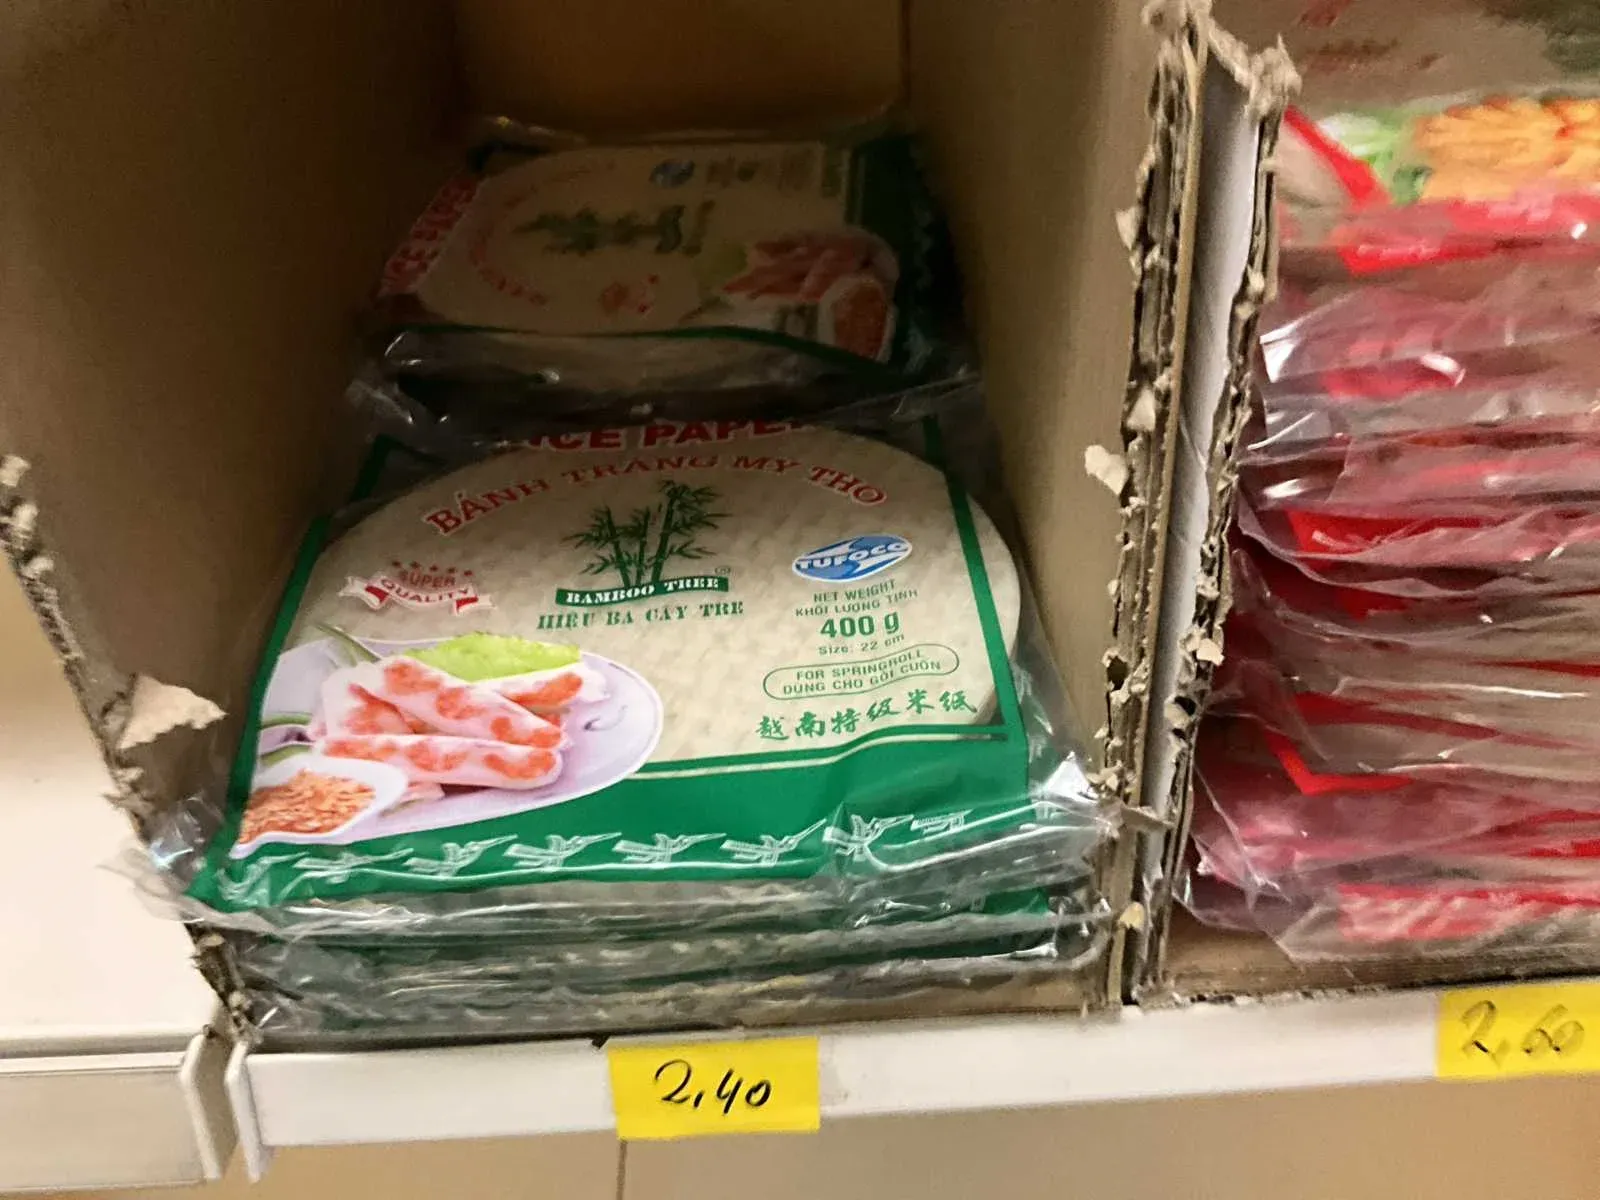 RICE PAPER
RICE PAPER
BÁNH TRÁNG MỸ THO
SUPER
QUALITY
BAMBOO TREE
HIỆU BA CÂY TRE
TUFOCO
NET WEIGHT
KHỐI LƯỢNG TỊNH
400 g
Size: 22 cm
FOR SPRINGROLL
DÙNG CHO GỎI CUỐN
越南特级米纸
2,40
2,60